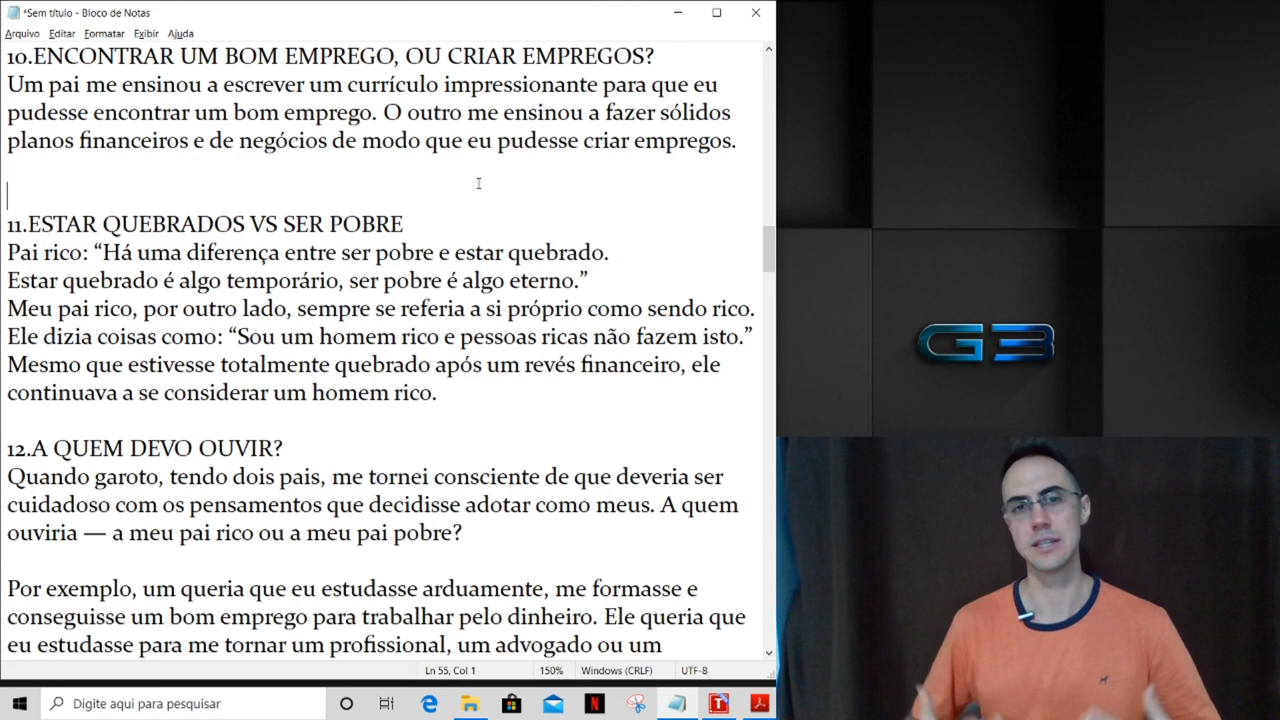 *Sem título - Bloco de Notas
Arquivo Editar Formatar Exibir Ajuda
10.ENCONTRAR UM BOM EMPREGO, OU CRIAR EMPREGOS?
Um pai me ensinou a escrever um currículo impressionante para que eu
pudesse encontrar um bom emprego. O outro me ensinou a fazer sólidos
planos financeiros e de negócios de modo que eu pudesse criar empregos.
11.ESTAR QUEBRADOS VS SER POBRE
Pai rico: “Há uma diferença entre ser pobre e estar quebrado.
Estar quebrado é algo temporário, ser pobre é algo eterno.”
Meu pai rico, por outro lado, sempre se referia a si próprio como sendo rico.
Ele dizia coisas como: “Sou um homem rico e pessoas ricas não fazem isto.”
Mesmo que estivesse totalmente quebrado após um revés financeiro, ele
continuava a se considerar um homem rico.
12.A QUEM DEVO OUVIR?
Quando garoto, tendo dois pais, me tornei consciente de que deveria ser
cuidadoso com os pensamentos que decidisse adotar como meus. A quem
ouviria — a meu pai rico ou a meu pai pobre?
Por exemplo, um queria que eu estudasse arduamente, me formasse e
conseguisse um bom emprego para trabalhar pelo dinheiro. Ele queria que
eu estudasse para me tornar um profissional, um advogado ou um
Ln 55, Col 1 150% Windows (CRLF) UTF-8
Digite aqui para pesquisar
G3